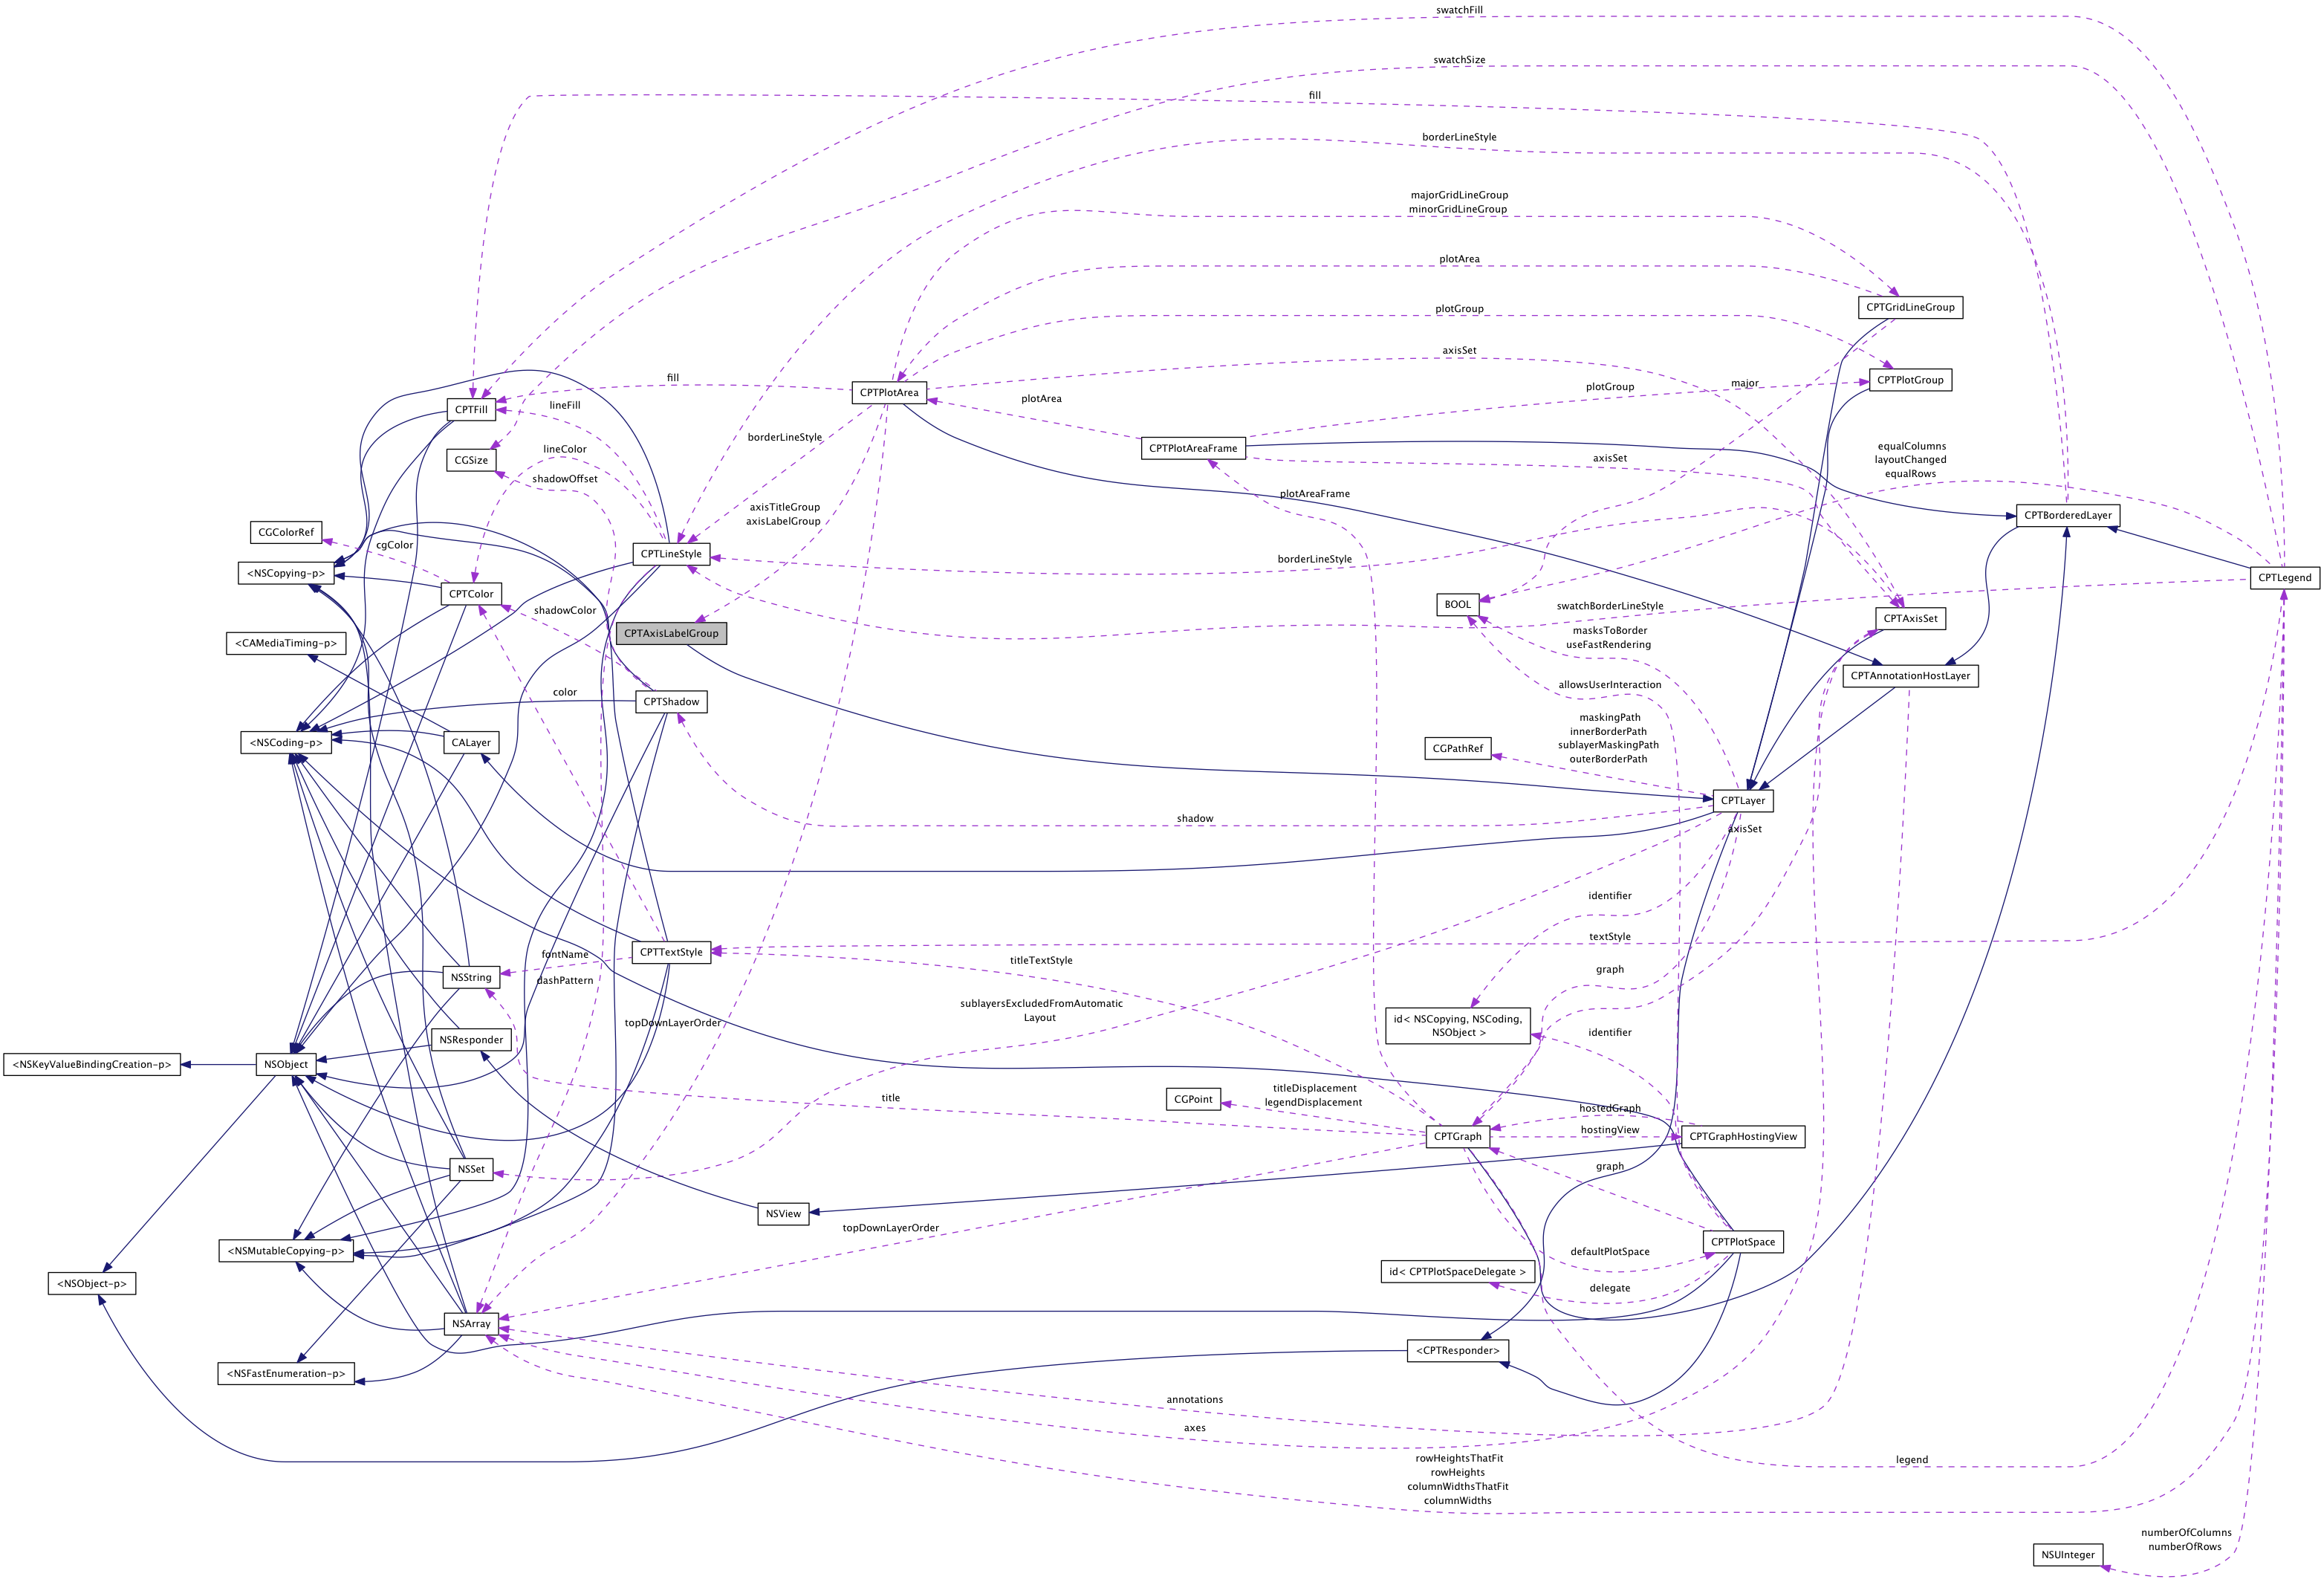 swatchFill
swatchSize
fill
borderLineStyle
majorGridLineGroup
minorGridLineGroup
plotArea
CPTGridLineGroup
plotGroup
axisSet
CPTPlotGroup
fill
major
plotGroup
CPTPlotArea
plotArea
CPTFill
lineFill
borderLineStyle
CPTPlotAreaFrame
equalColumns
layoutChanged
equalRows
lineColor
CGSize
axisSet
shadowOffset
plotAreaFrame
axisTitleGroup
axisLabelGroup
CPTBorderedLayer
CGColorRef
cgColor
CPTLineStyle
borderLineStyle
<NSCopying-p>
CPTLegend
CPTColor
BOOL
swatchBorderLineStyle
shadowColor
CPTAxisSet
CPTAxisLabelGroup
<CAMediaTiming-p>
masksToBorder
useFastRendering
CPTAnnotationHostLayer
color
allowsUserInteraction
CPTShadow
maskingPath
innerBorderPath
sublayerMaskingPath
outerBorderPath
<NSCoding-p>
CALayer
CGPathRef
CPTLayer
shadow
axisSet
identifier
textStyle
CPTTextStyle
fontName
titleTextStyle
graph
NSString
dashPattern
sublayersExcludedFromAutomatic
Layout
id< NSCopying, NSCoding,
NSObject >
topDownLayerOrder
identifier
NSResponder
<NSKeyValueBindingCreation-p>
NSObject
titleDisplacement
legendDisplacement
CGPoint
title
hostedGraph
hostingView
CPTGraph
CPTGraphHostingView
NSSet
graph
NSView
topDownLayerOrder
CPTPlotSpace
<NSMutableCopying-p>
defaultPlotSpace
id< CPTPlotSpaceDelegate >
<NSObject-p>
delegate
NSArray
<CPTResponder>
<NSFastEnumeration-p>
annotations
axes
rowHeightsThatFit
rowHeights
columnWidthsThatFit
columnWidths
legend
numberOfColumns
numberOfRows
NSUInteger